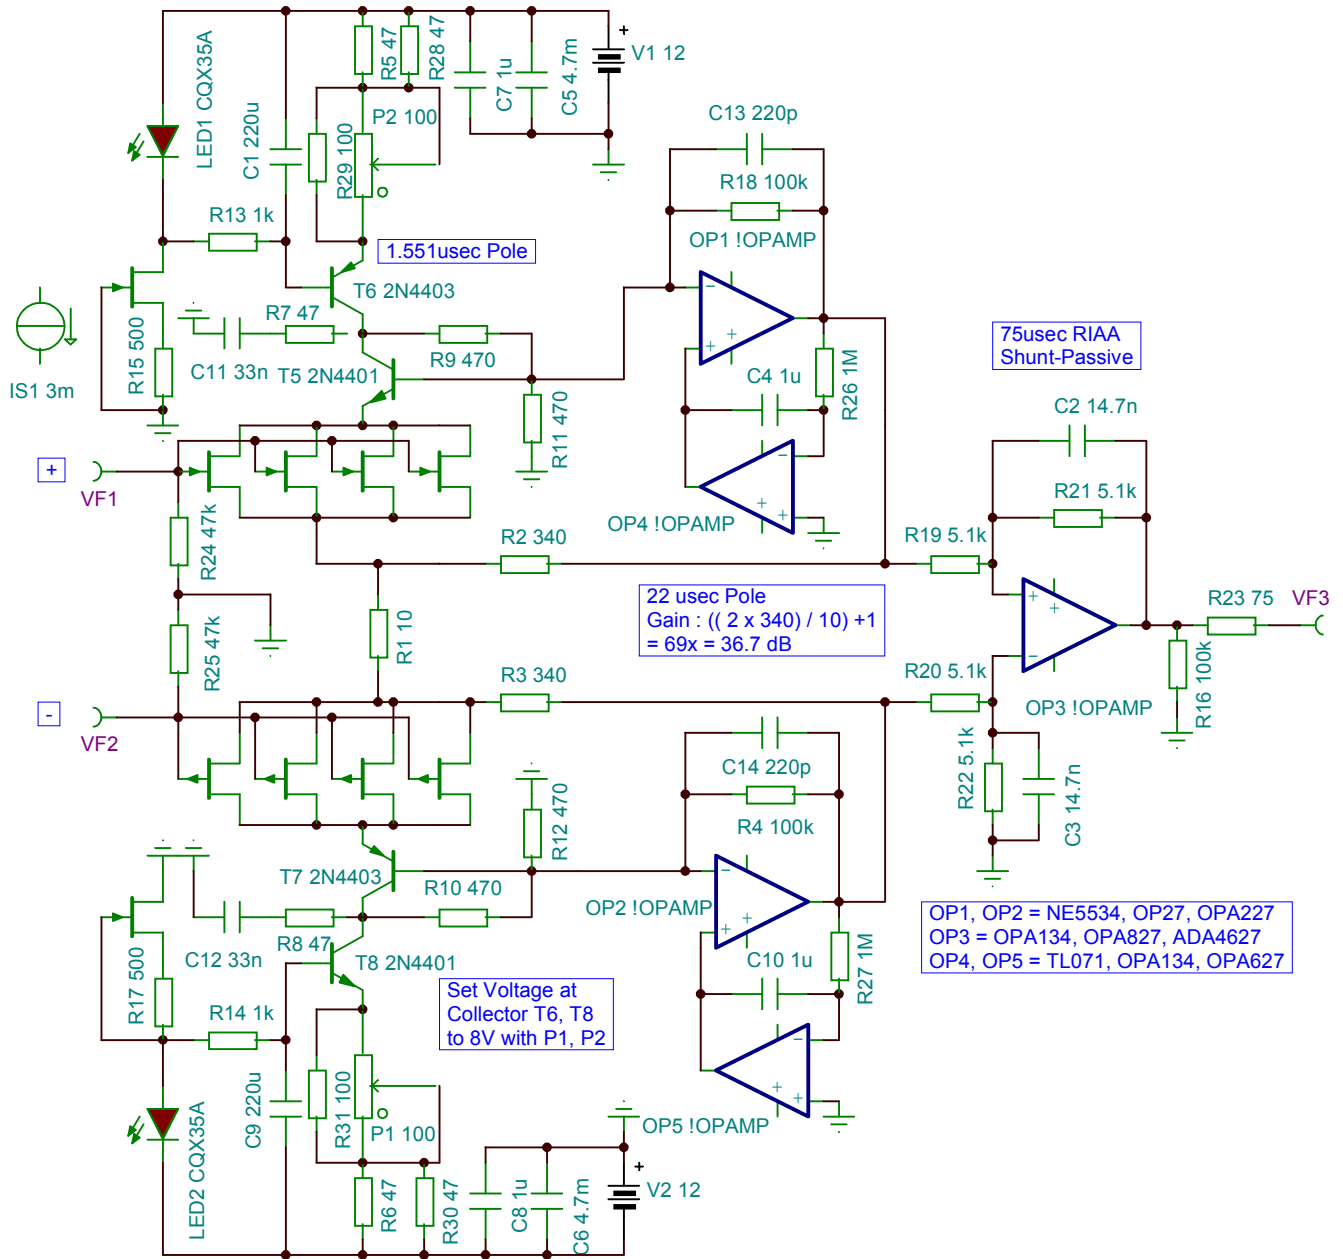 LED1 CQX35A
C1 220u
R5 47
R28 47
C7 1u
C5 4.7m
+
V1 12
P2 100
R29 100
R13 1k
1.551usec Pole
T6 2N4403
R7 47
C11 33n
R9 470
T5 2N4401
R15 500
IS1 3m
R11 470
C13 220p
R18 100k
OP1 !OPAMP
C4 1u
R26 1M
OP4 !OPAMP
75usec RIAA
Shunt-Passive
C2 14.7n
R21 5.1k
R19 5.1k
+
VF1
R24 47k
R2 340
R1 10
22 usec Pole
Gain : (( 2 x 340) / 10) +1
= 69x = 36.7 dB
R23 75
VF3
R16 100k
R25 47k
R3 340
R20 5.1k
OP3 !OPAMP
-
VF2
C14 220p
R4 100k
R22 5.1k
C3 14.7n
R12 470
T7 2N4403
R10 470
OP2 !OPAMP
R8 47
C12 33n
R17 500
T8 2N4401
C10 1u
R27 1M
OP1, OP2 = NE5534, OP27, OPA227
OP3 = OPA134, OPA827, ADA4627
OP4, OP5 = TL071, OPA134, OPA627
R14 1k
Set Voltage at
Collector T6, T8
to 8V with P1, P2
LED2 CQX35A
C9 220u
R31 100
P1 100
OP5 !OPAMP
R6 47
R30 47
C8 1u
C6 4.7m
+
V2 12